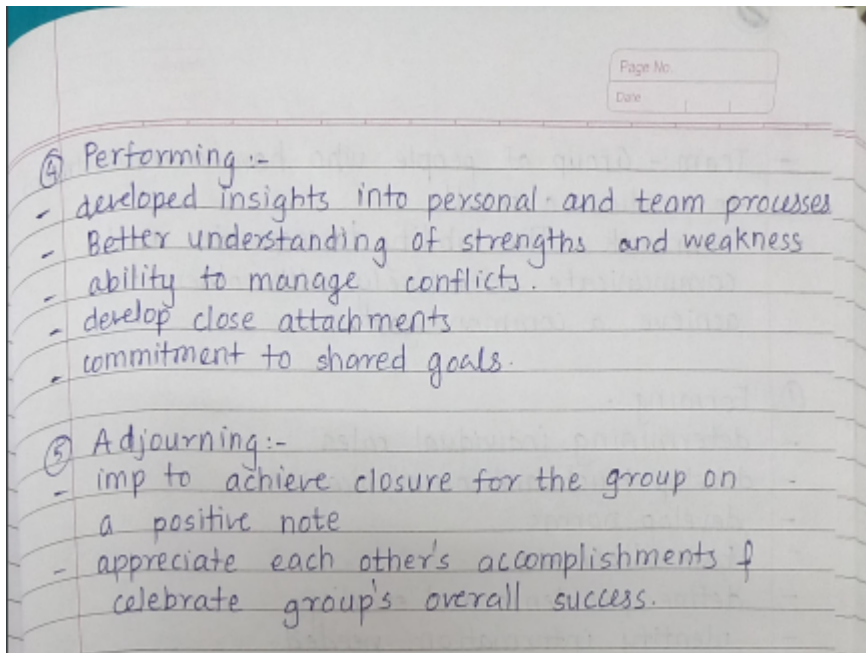 Page No.
Date
④ Performing :-
- developed insights into personal and team processes
- Better understanding of strengths and weakness
- ability to manage conflicts.
- develop close attachments
- commitment to shared goals.
⑤ Adjourning :-
- imp to achieve closure for the group on
a positive note
- appreciate each other's accomplishments &
celebrate group's overall success.